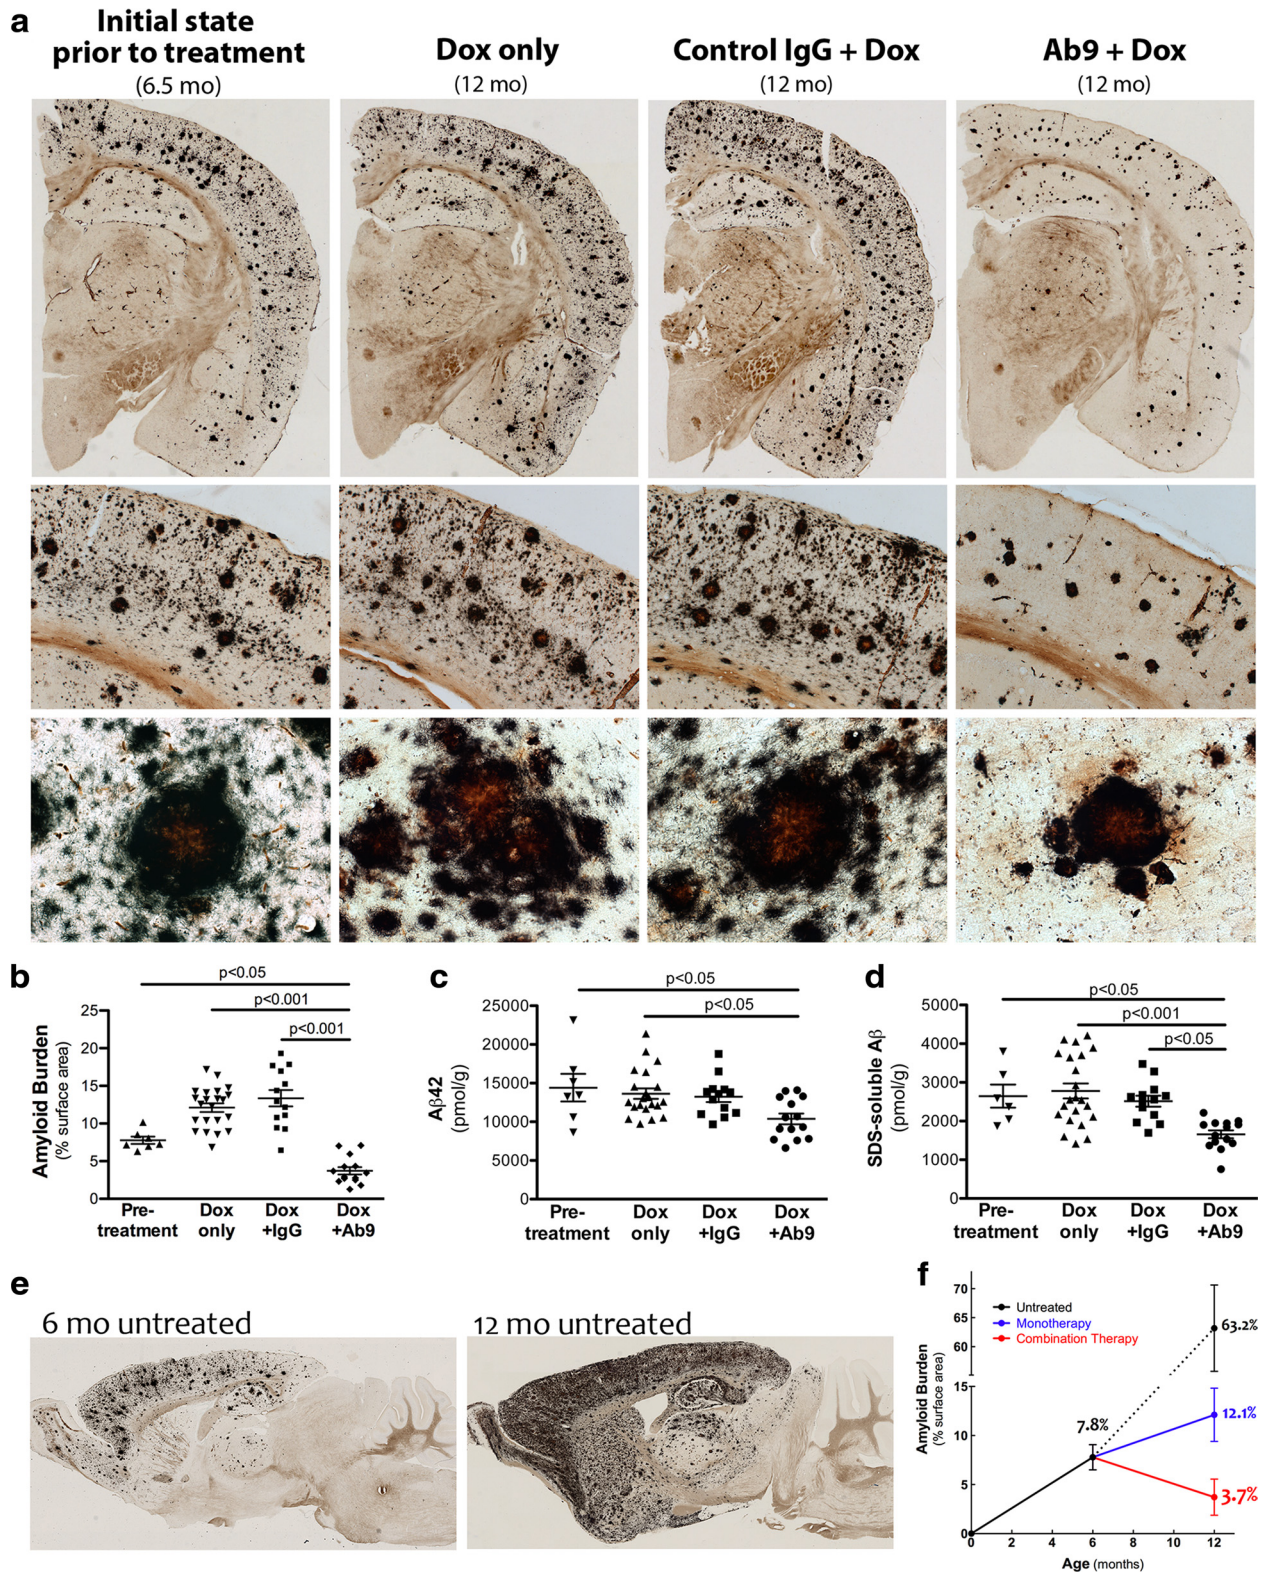 a
Initial state
prior to treatment
(6.5 mo)
Dox only
(12 mo)
Control IgG + Dox
(12 mo)
Ab9 + Dox
(12 mo)
b
Amyloid Burden
(% surface area)
25
20
15
10
5
0
p<0.05
p<0.001
p<0.001
Pre-
treatment
Dox
only
Dox
+IgG
Dox
+Ab9
c
Aβ42
(pmol/g)
25000
20000
15000
10000
5000
0
p<0.05
p<0.05
Pre-
treatment
Dox
only
Dox
+IgG
Dox
+Ab9
d
SDS-soluble Aβ
(pmol/g)
5000
4000
3000
2000
1000
0
p<0.05
p<0.001
p<0.05
Pre-
treatment
Dox
only
Dox
+IgG
Dox
+Ab9
e
6 mo untreated
12 mo untreated
f
Amyloid Burden
(% surface area)
70
65
60
15
10
5
0
Untreated
Monotherapy
Combination Therapy
63.2%
7.8%
12.1%
3.7%
0 2 4 6 8 10 12
Age (months)